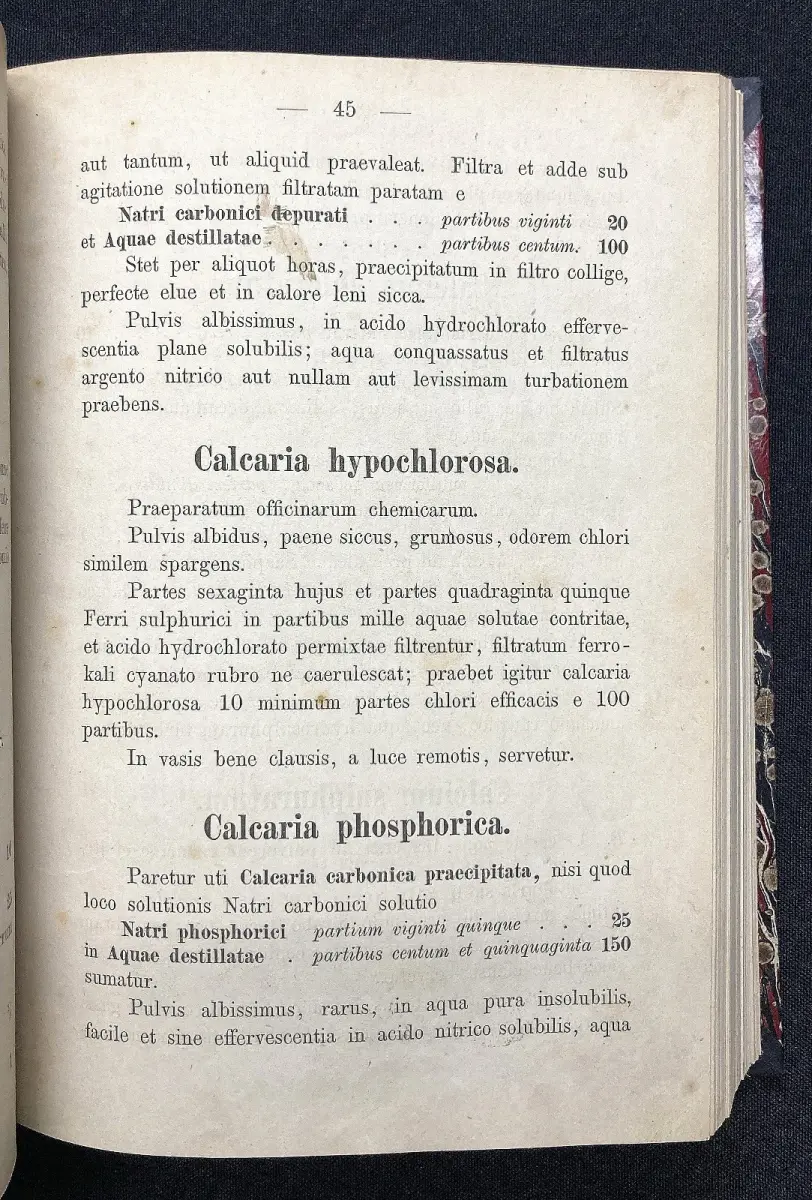 — 45 —
aut tantum, ut aliquid praevaleat. Filtra et adde sub
agitatione solutionem filtratam paratam e
Natri carbonici depurati . . . partibus viginti 20
et Aquae destillatae . . . . . . . partibus centum. 100
Stet per aliquot horas, praecipitatum in filtro collige,
perfecte elue et in calore leni sicca.
Pulvis albissimus, in acido hydrochlorato efferve-
scentia plane solubilis; aqua conquassatus et filtratus
argento nitrico aut nullam aut levissimam turbationem
praebens.
Calcaria hypochlorosa.
Praeparatum officinarum chemicarum.
Pulvis albidus, paene siccus, grumosus, odorem chlori
similem spargens.
Partes sexaginta hujus et partes quadraginta quinque
Ferri sulphurici in partibus mille aquae solutae contritae,
et acido hydrochlorato permixtae filtrentur, filtratum ferro-
kali cyanato rubro ne caerulescat; praebet igitur calcaria
hypochlorosa 10 minimum partes chlori efficacis e 100
partibus.
In vasis bene clausis, a luce remotis, servetur.
Calcaria phosphorica.
Paretur uti Calcaria carbonica praecipitata, nisi quod
loco solutionis Natri carbonici solutio
Natri phosphorici partium viginti quinque . . . 25
in Aquae destillatae . partibus centum et quinquaginta 150
sumatur.
Pulvis albissimus, rarus, in aqua pura insolubilis,
facile et sine effervescentia in acido nitrico solubilis, aqua